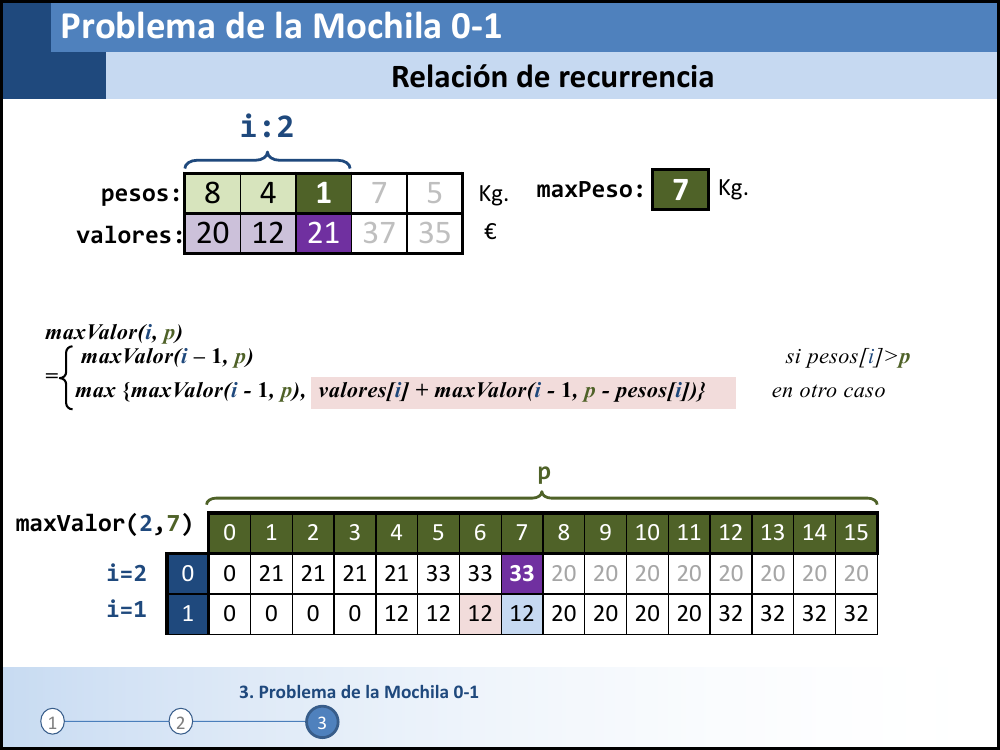 Problema de la Mochila 0-1
Relación de recurrencia
i:2
pesos: 8 4 1 7 5 Kg. maxPeso: 7 Kg.
valores: 20 12 21 37 35 €
maxValor(i, p)
= maxValor(i – 1, p) si pesos[i]>p
max {maxValor(i - 1, p), valores[i] + maxValor(i - 1, p - pesos[i])} en otro caso
p
maxValor(2,7) 0 1 2 3 4 5 6 7 8 9 10 11 12 13 14 15
i=2 0 0 21 21 21 21 33 33 33 20 20 20 20 20 20 20 20
i=1 1 0 0 0 0 12 12 12 12 20 20 20 20 32 32 32 32
3. Problema de la Mochila 0-1
1 2 3